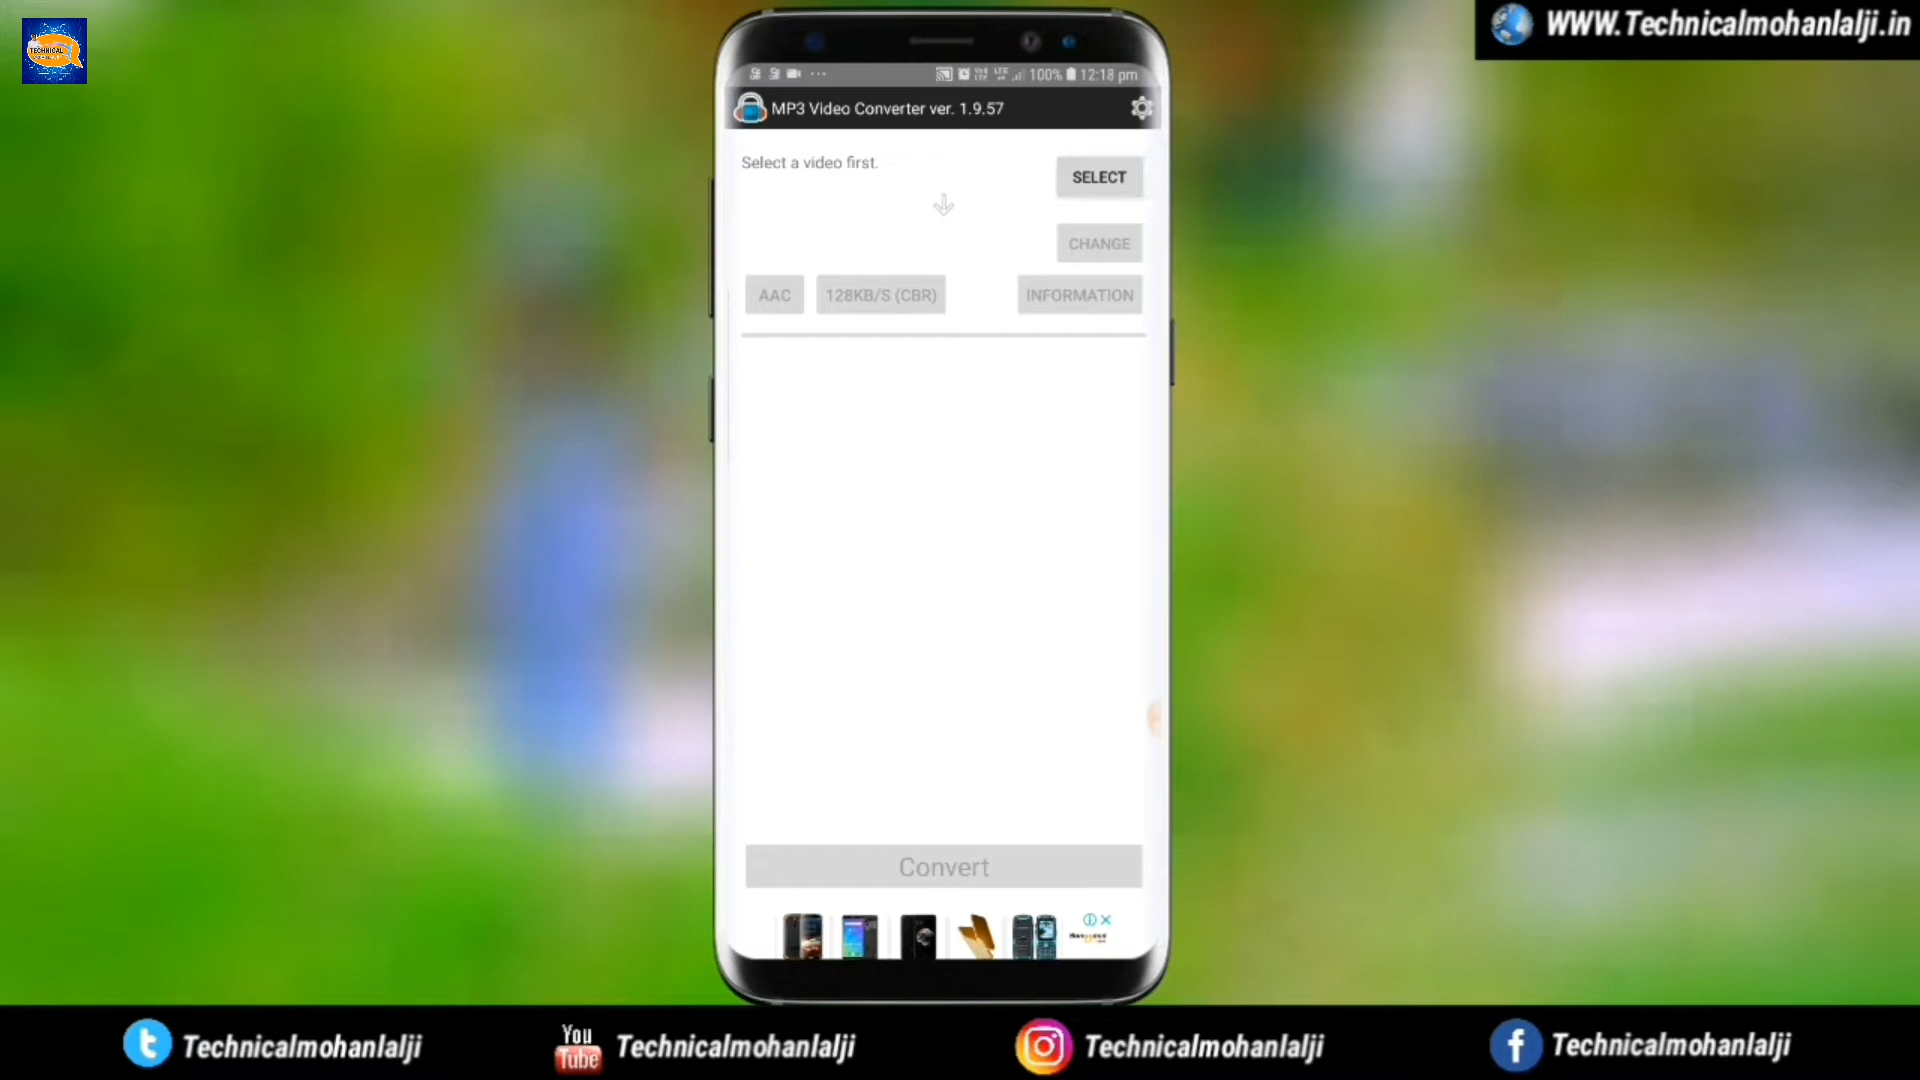 WWW.Technicalmohanlalji.in
TECHNICAL
100% 12:18 pm
MP3 Video Converter ver. 1.9.57
Select a video first.
SELECT
CHANGE
AAC 128KB/S (CBR) INFORMATION
Convert
Technicalmohanlalji You Tube Technicalmohanlalji Technicalmohanlalji Technicalmohanlalji